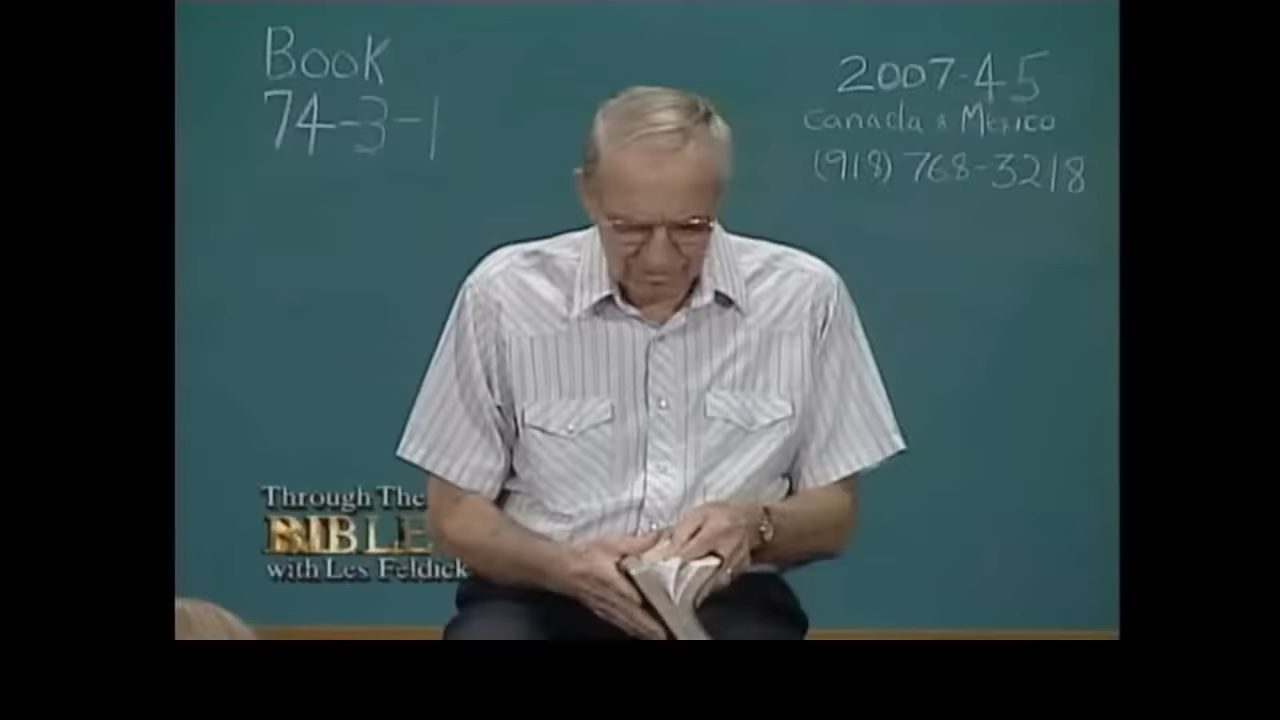 Book
74-3-1
2007-45
Canada & Mexico
(918) 768-3218
Through The
BIBLE
with Les Feldick